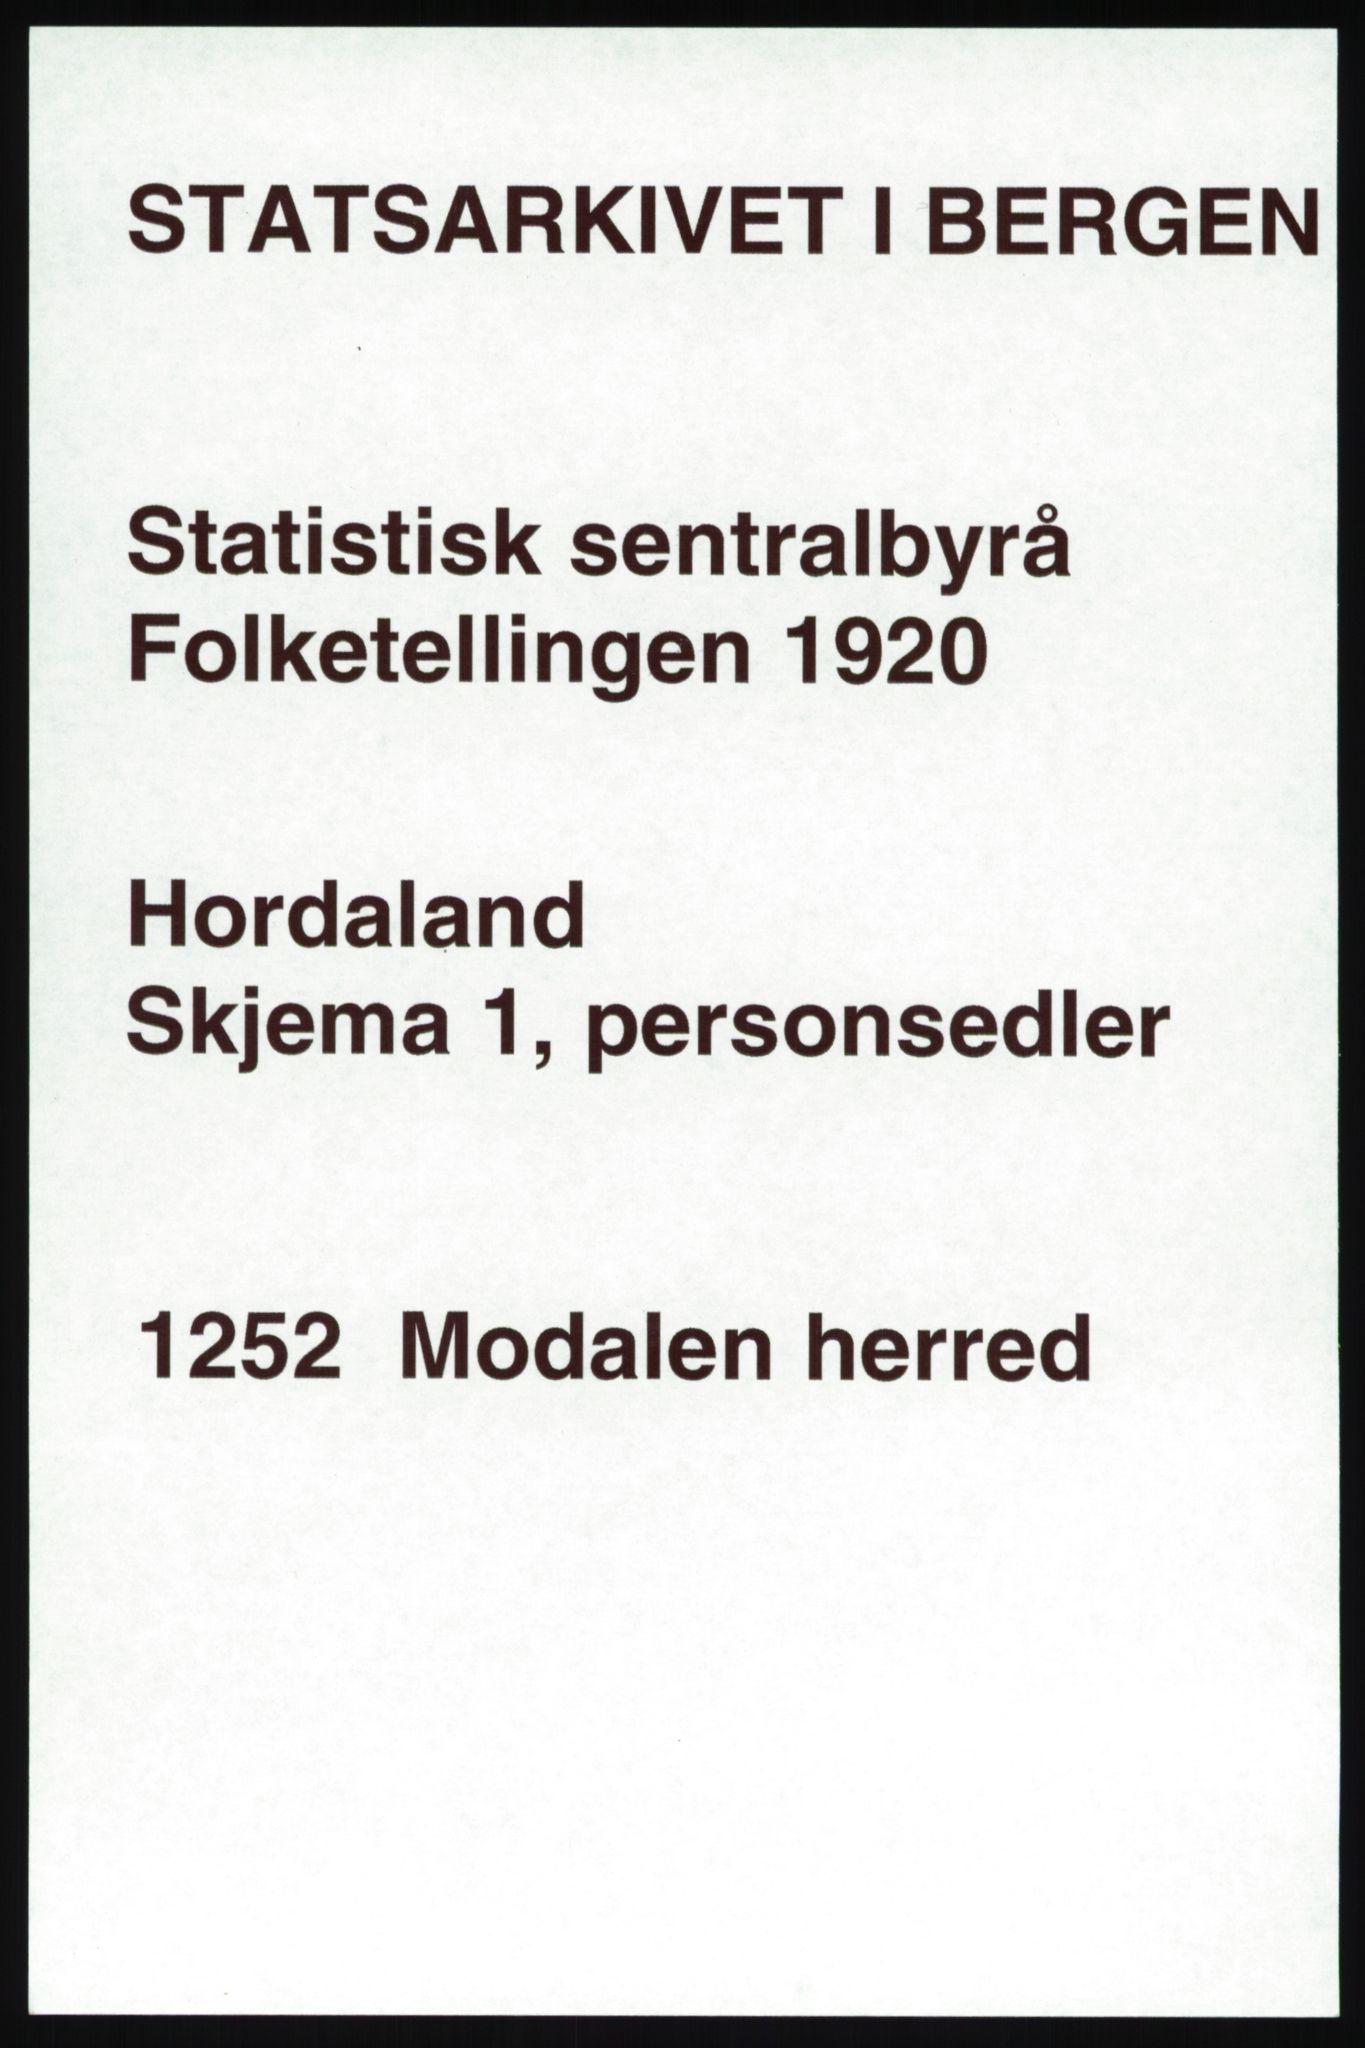 STATSARKIVET I BERGEN
Statistisk sentralbyrå
Folketellingen 1920
Hordaland
Skjema 1, personsedler
1252 Modalen herred